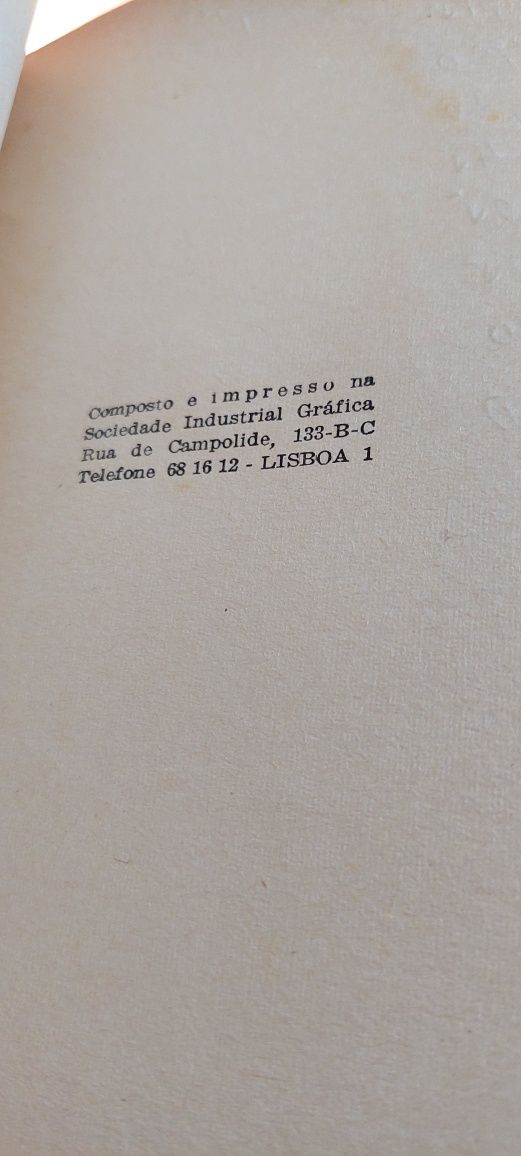 Composto e impresso na
Sociedade Industrial Gráfica
Rua de Campolide, 133-B-C
Telefone 68 16 12 - LISBOA 1